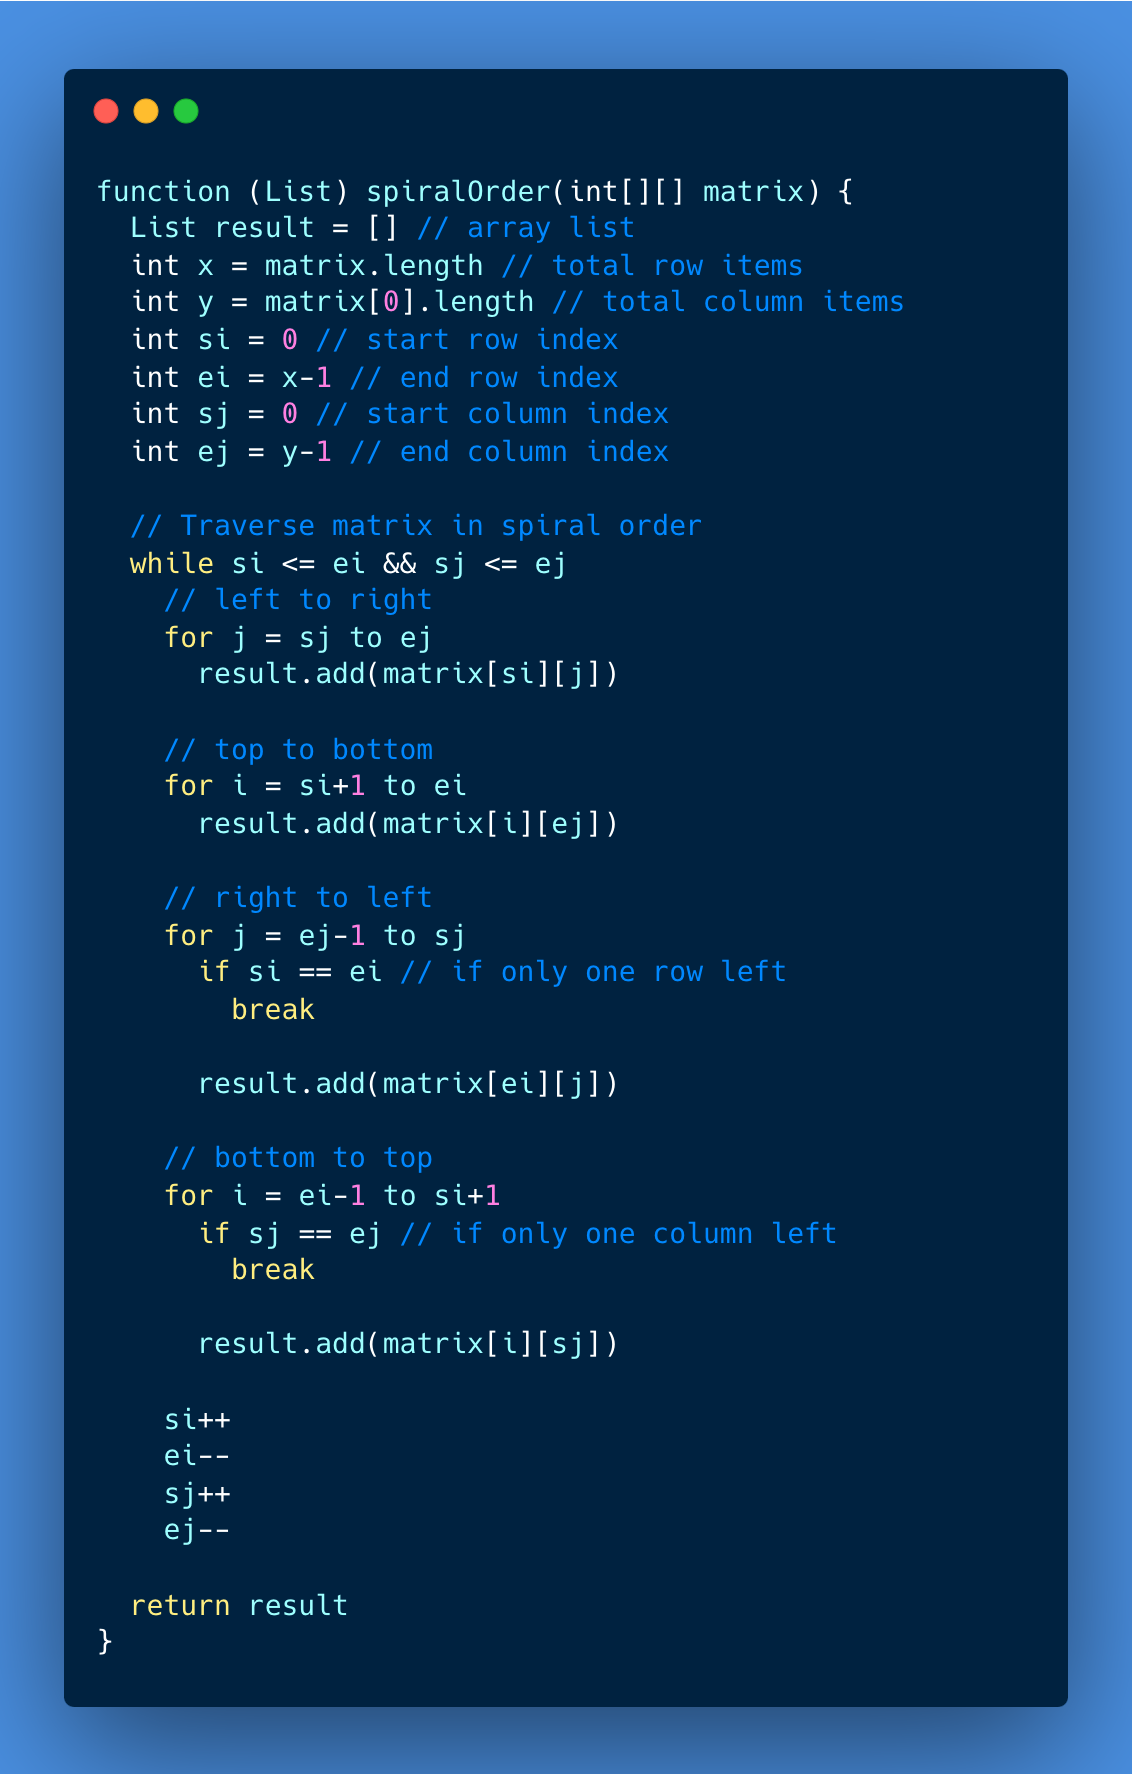 function (List) spiralOrder(int[][] matrix) {
  List result = [] // array list
  int x = matrix.length // total row items
  int y = matrix[0].length // total column items
  int si = 0 // start row index
  int ei = x-1 // end row index
  int sj = 0 // start column index
  int ej = y-1 // end column index

  // Traverse matrix in spiral order
  while si <= ei && sj <= ej
    // left to right
    for j = sj to ej
      result.add(matrix[si][j])

    // top to bottom
    for i = si+1 to ei
      result.add(matrix[i][ej])

    // right to left
    for j = ej-1 to sj
      if si == ei // if only one row left
        break

      result.add(matrix[ei][j])

    // bottom to top
    for i = ei-1 to si+1
      if sj == ej // if only one column left
        break

      result.add(matrix[i][sj])

    si++
    ei--
    sj++
    ej--

  return result
}